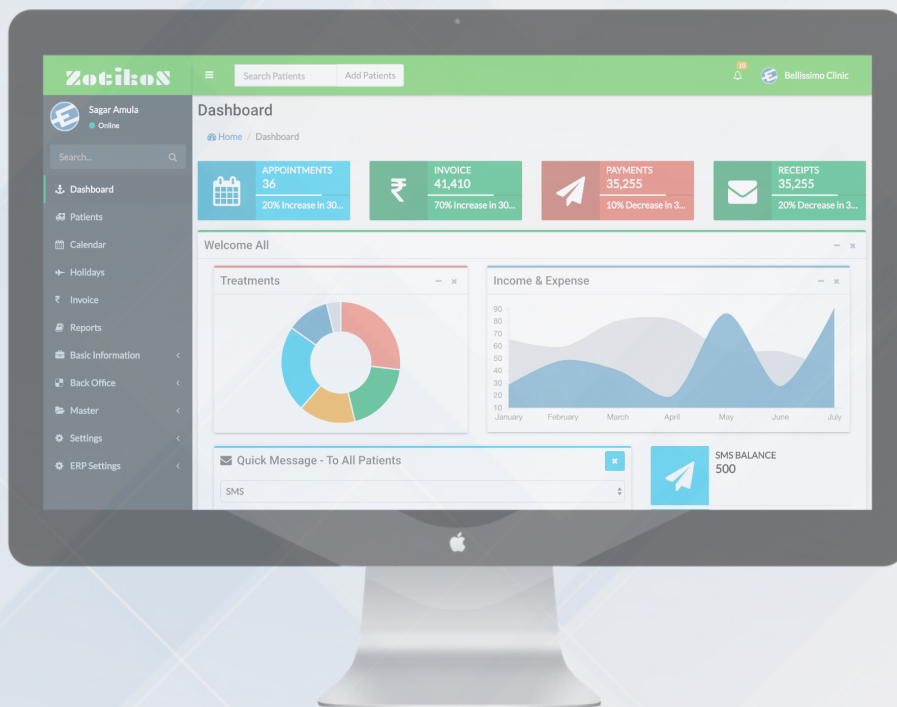 ZotikoS
Search Patients Add Patients
10
Bellissimo Clinic
Sagar Amula
Online
Search...
Dashboard
Patients
Calendar
Holidays
₹ Invoice
Reports
Basic Information <
Back Office <
Master <
Settings <
ERP Settings <
Dashboard
Home / Dashboard
APPOINTMENTS
36
20% Increase in 30...
₹
INVOICE
41,410
70% Increase in 30...
PAYMENTS
35,255
10% Decrease in 3...
RECEIPTS
35,255
20% Decrease in 3...
Welcome All
Treatments
Income & Expense
90
80
70
60
50
40
30
20
10
January February March April May June July
Quick Message - To All Patients
SMS
SMS BALANCE
500